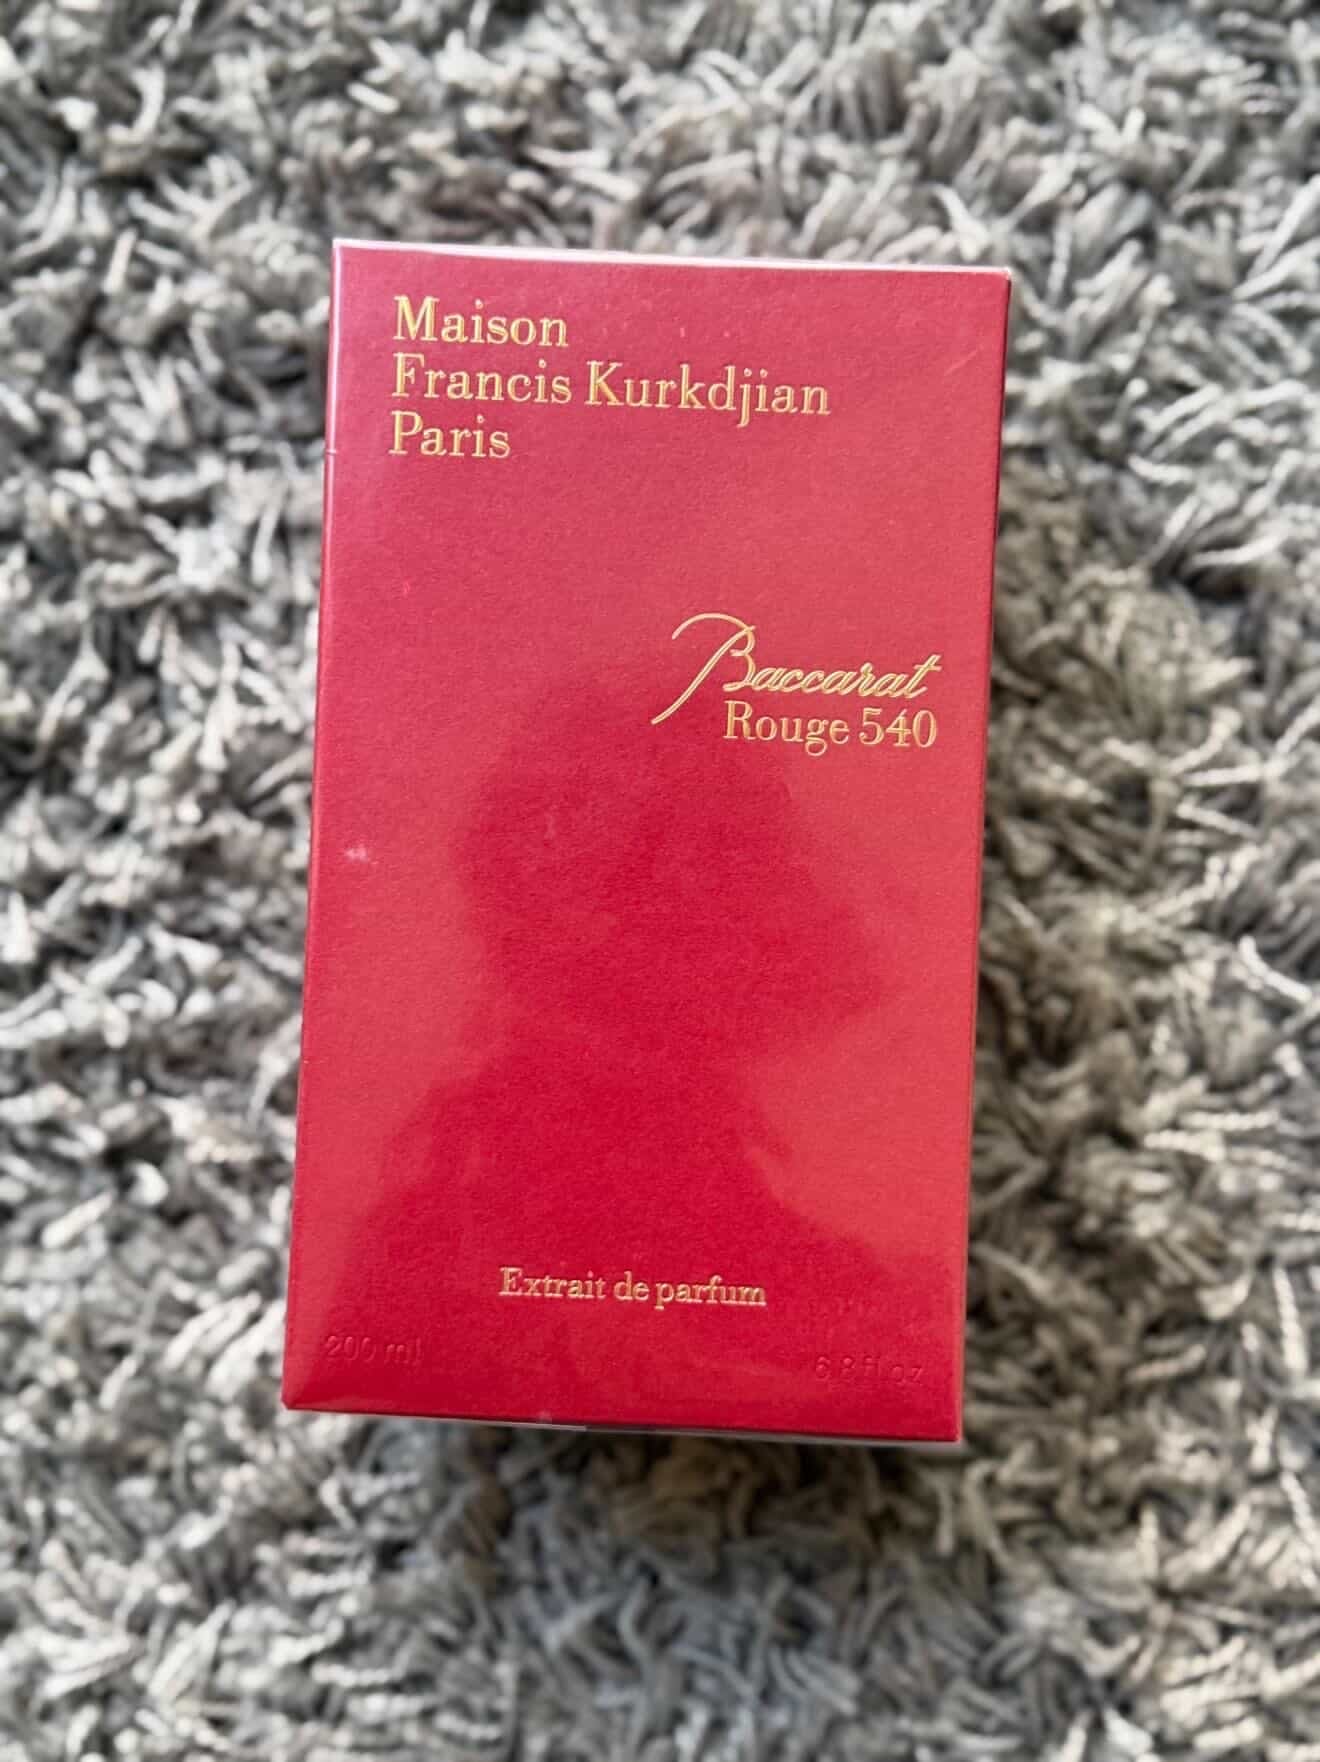 Maison
Francis Kurkdjian
Paris
Baccarat
Rouge 540
Extrait de parfum
200 ml
6.8 fl.oz